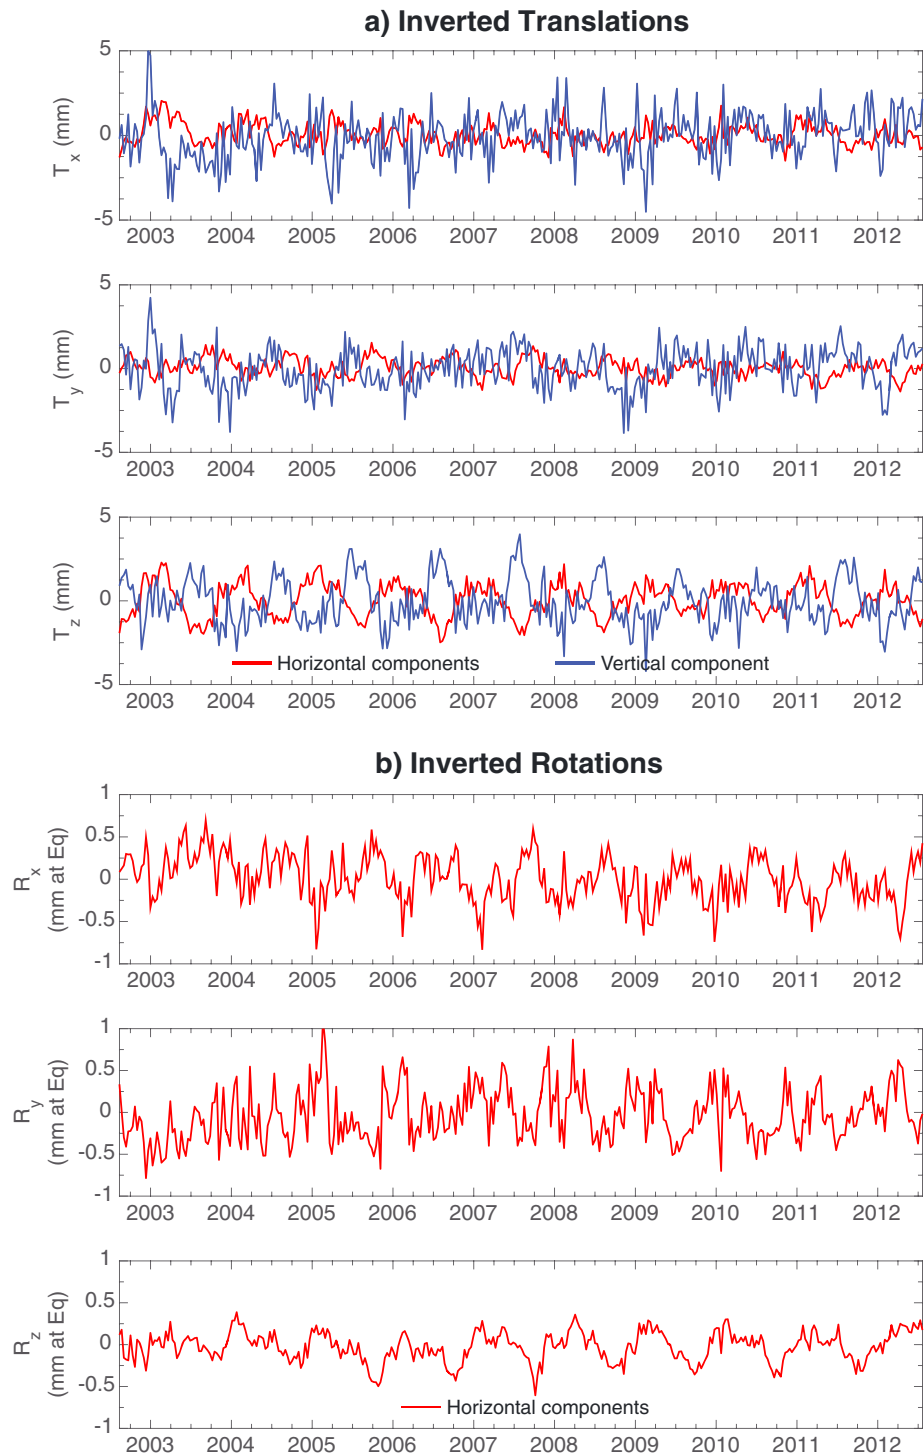 a) Inverted Translations
5
0
-5
T_x (mm)
2003 2004 2005 2006 2007 2008 2009 2010 2011 2012
5
0
-5
T_y (mm)
2003 2004 2005 2006 2007 2008 2009 2010 2011 2012
5
0
-5
T_z (mm)
Horizontal components Vertical component
2003 2004 2005 2006 2007 2008 2009 2010 2011 2012
b) Inverted Rotations
1
0.5
0
-0.5
-1
R_x
(mm at Eq)
2003 2004 2005 2006 2007 2008 2009 2010 2011 2012
1
0.5
0
-0.5
-1
R_y
(mm at Eq)
2003 2004 2005 2006 2007 2008 2009 2010 2011 2012
1
0.5
0
-0.5
-1
R_z
(mm at Eq)
Horizontal components
2003 2004 2005 2006 2007 2008 2009 2010 2011 2012